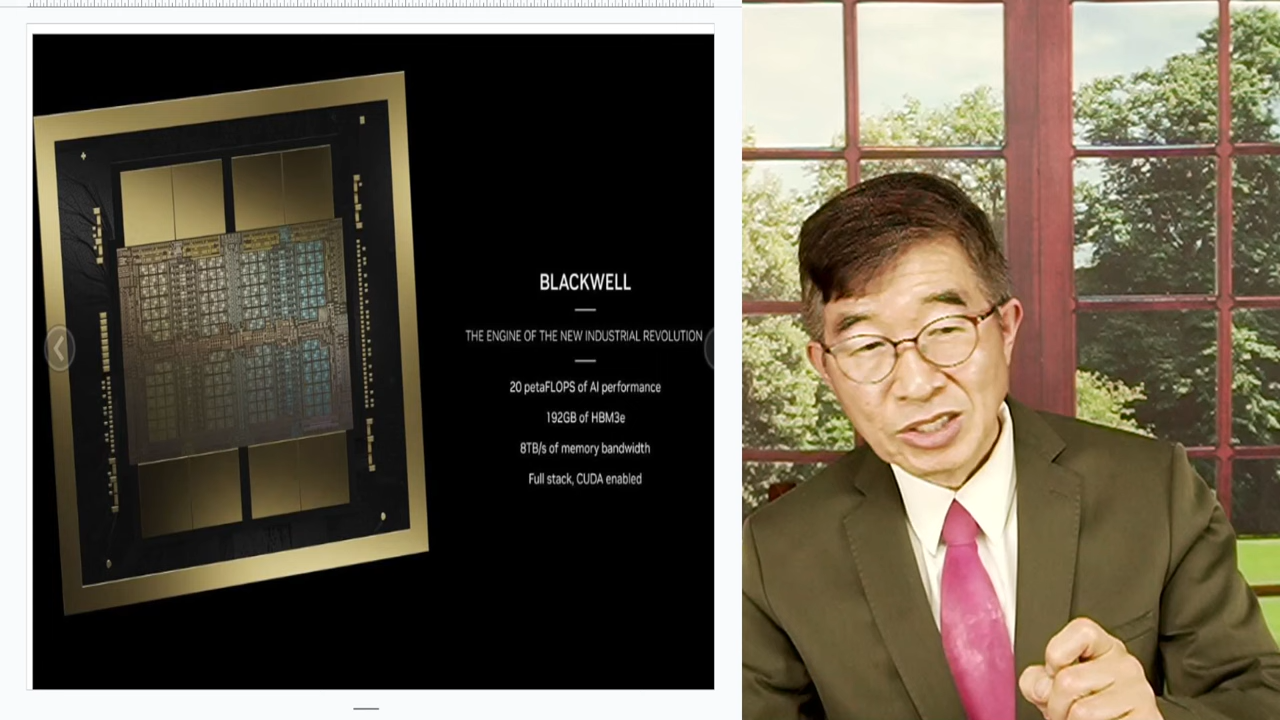 BLACKWELL
THE ENGINE OF THE NEW INDUSTRIAL REVOLUTION
20 petaFLOPS of AI performance
192GB of HBM3e
8TB/s of memory bandwidth
Full stack, CUDA enabled